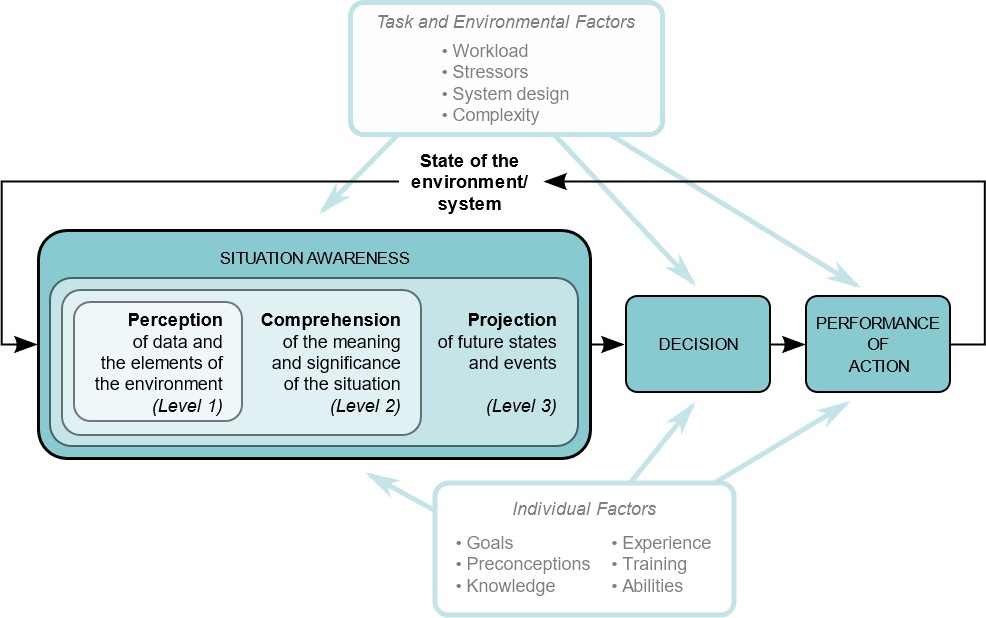 Task and Environmental Factors
• Workload
• Stressors
• System design
• Complexity
State of the
environment/
system
SITUATION AWARENESS
Perception
of data and
the elements of
the environment
(Level 1)
Comprehension
of the meaning
and significance
of the situation
(Level 2)
Projection
of future states
and events
(Level 3)
DECISION
PERFORMANCE
OF
ACTION
Individual Factors
• Goals
• Preconceptions
• Knowledge
• Experience
• Training
• Abilities